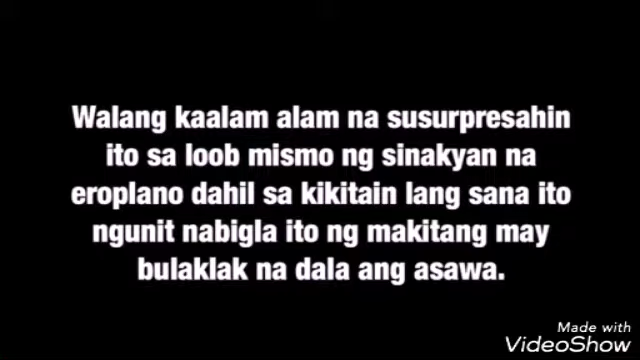 Walang kaalam alam na susurpresahin
ito sa loob mismo ng sinakyan na
eroplano dahil sa kikitain lang sana ito
ngunit nabigla ito ng makitang may
bulaklak na dala ang asawa.
Made with
VideoShow